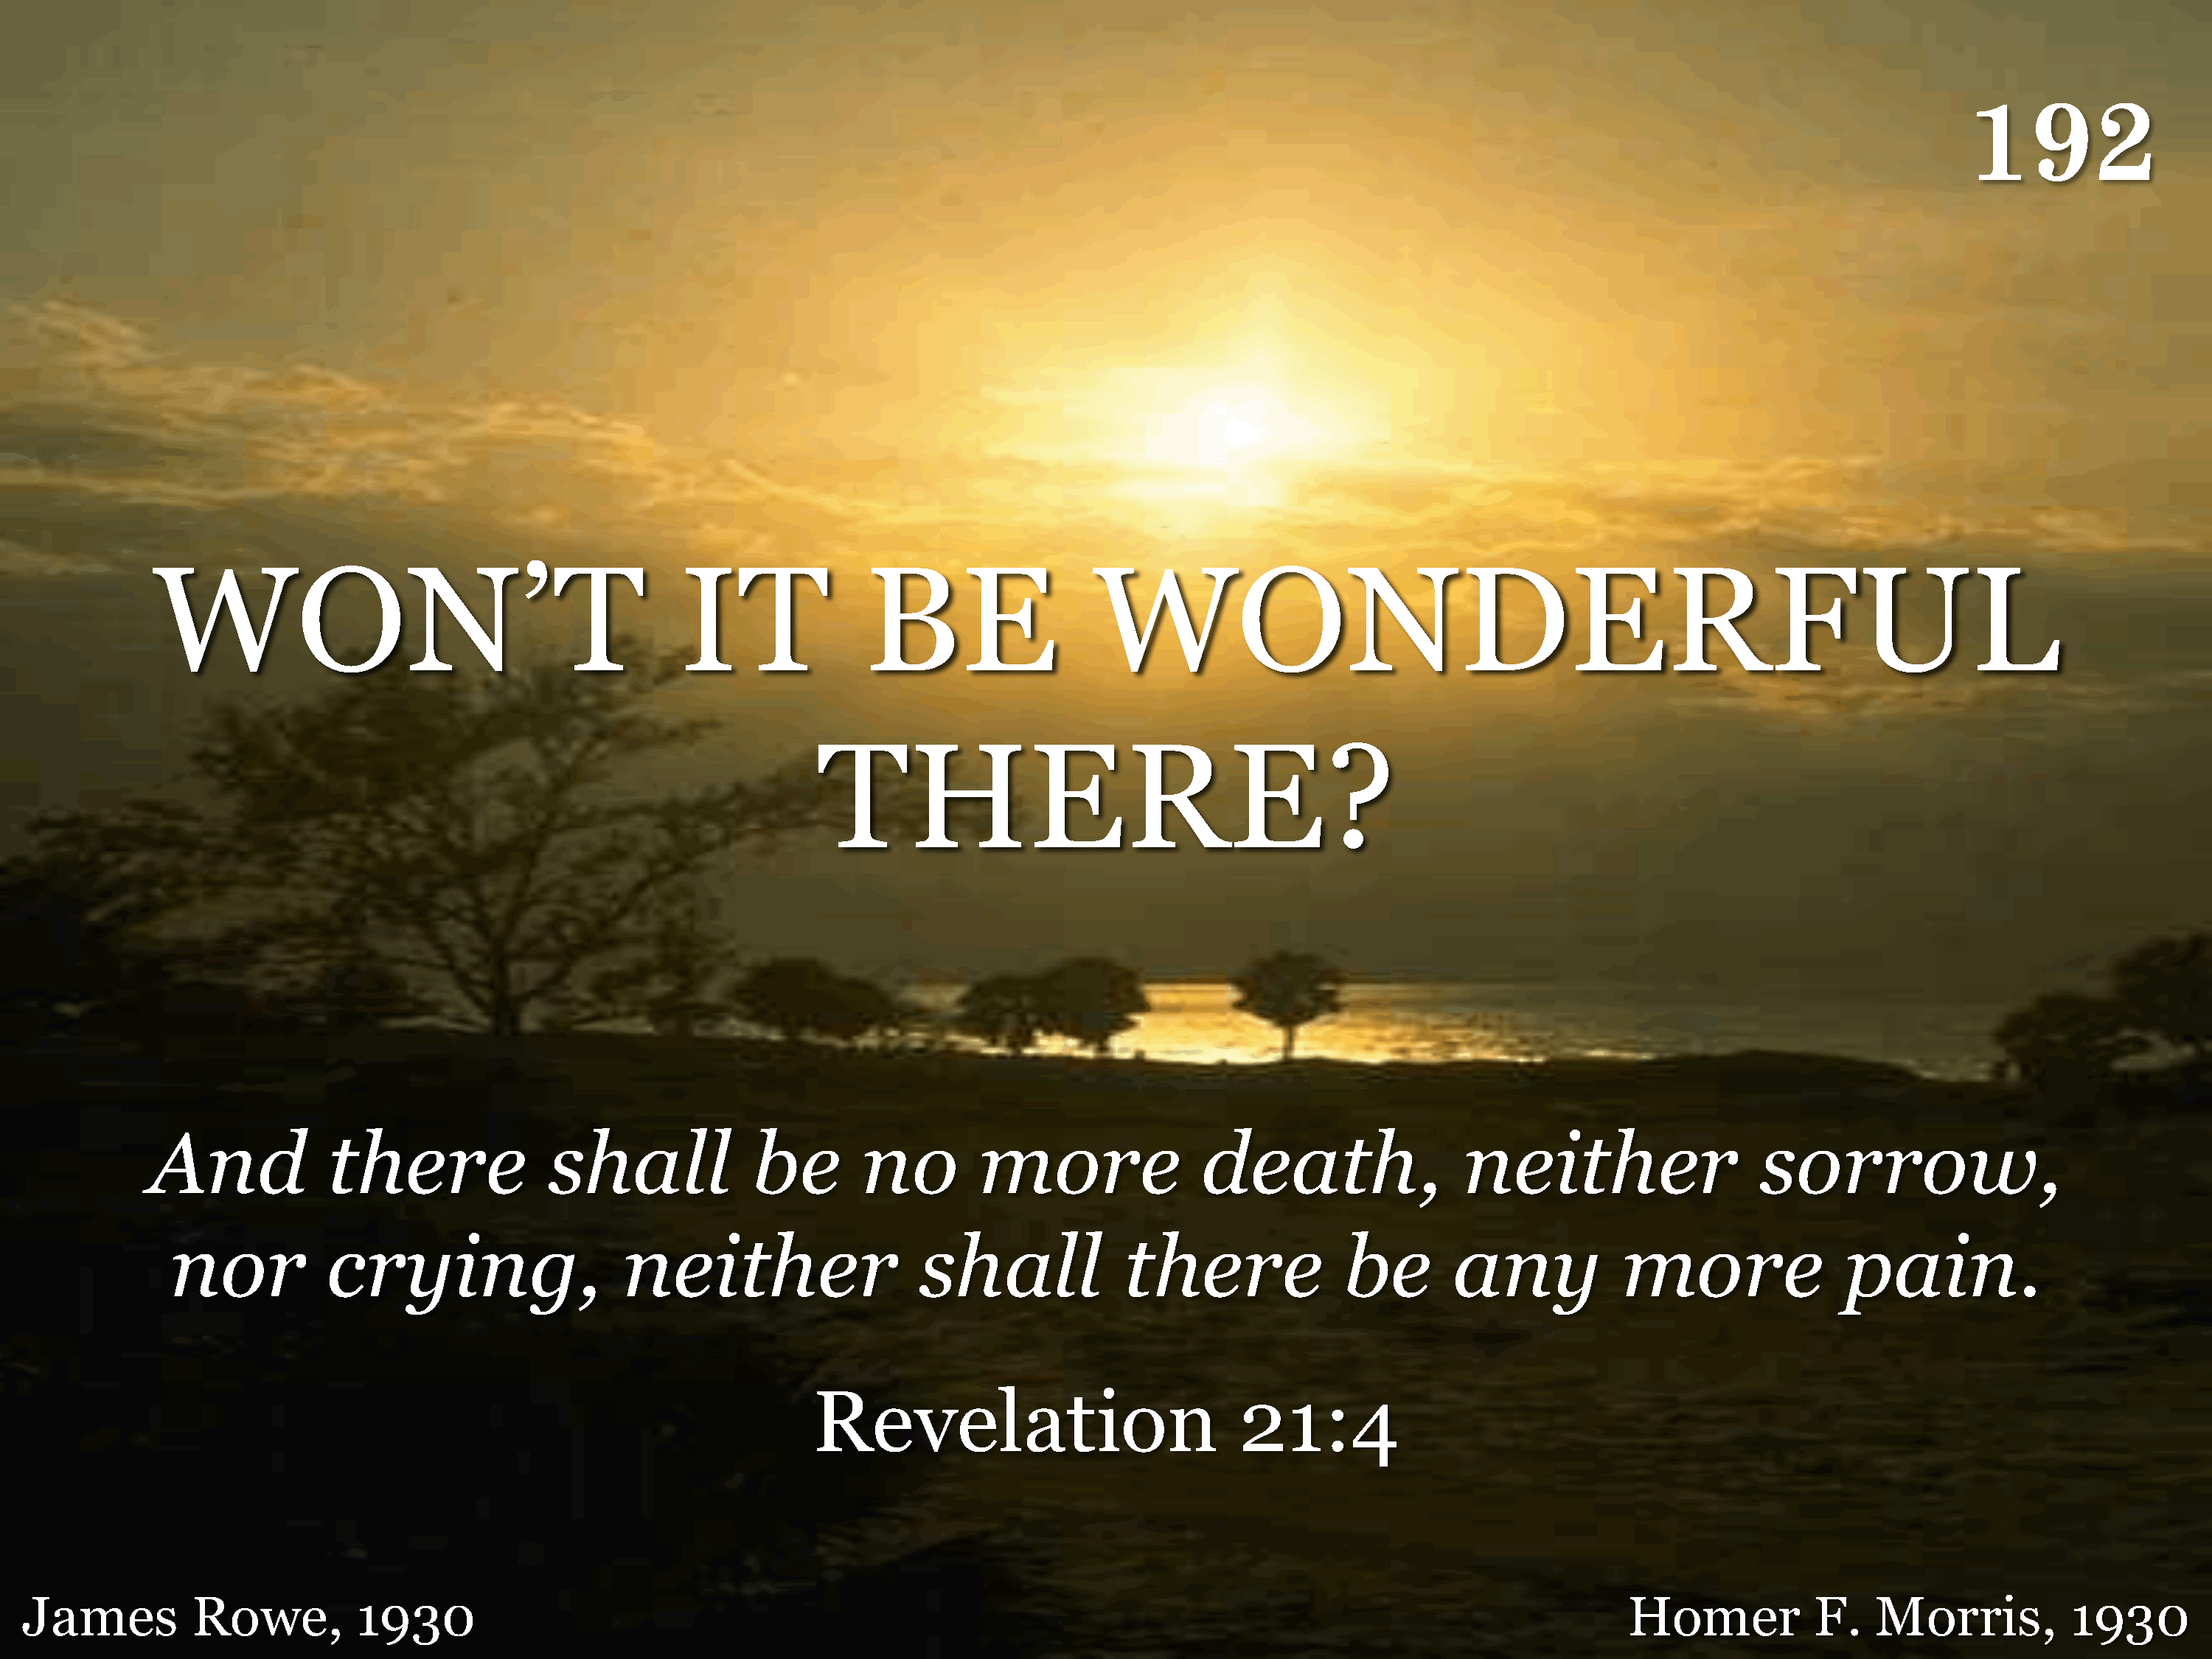 192
WON’T IT BE WONDERFUL
THERE?
And there shall be no more death, neither sorrow,
nor crying, neither shall there be any more pain.
Revelation 21:4
James Rowe, 1930
Homer F. Morris, 1930